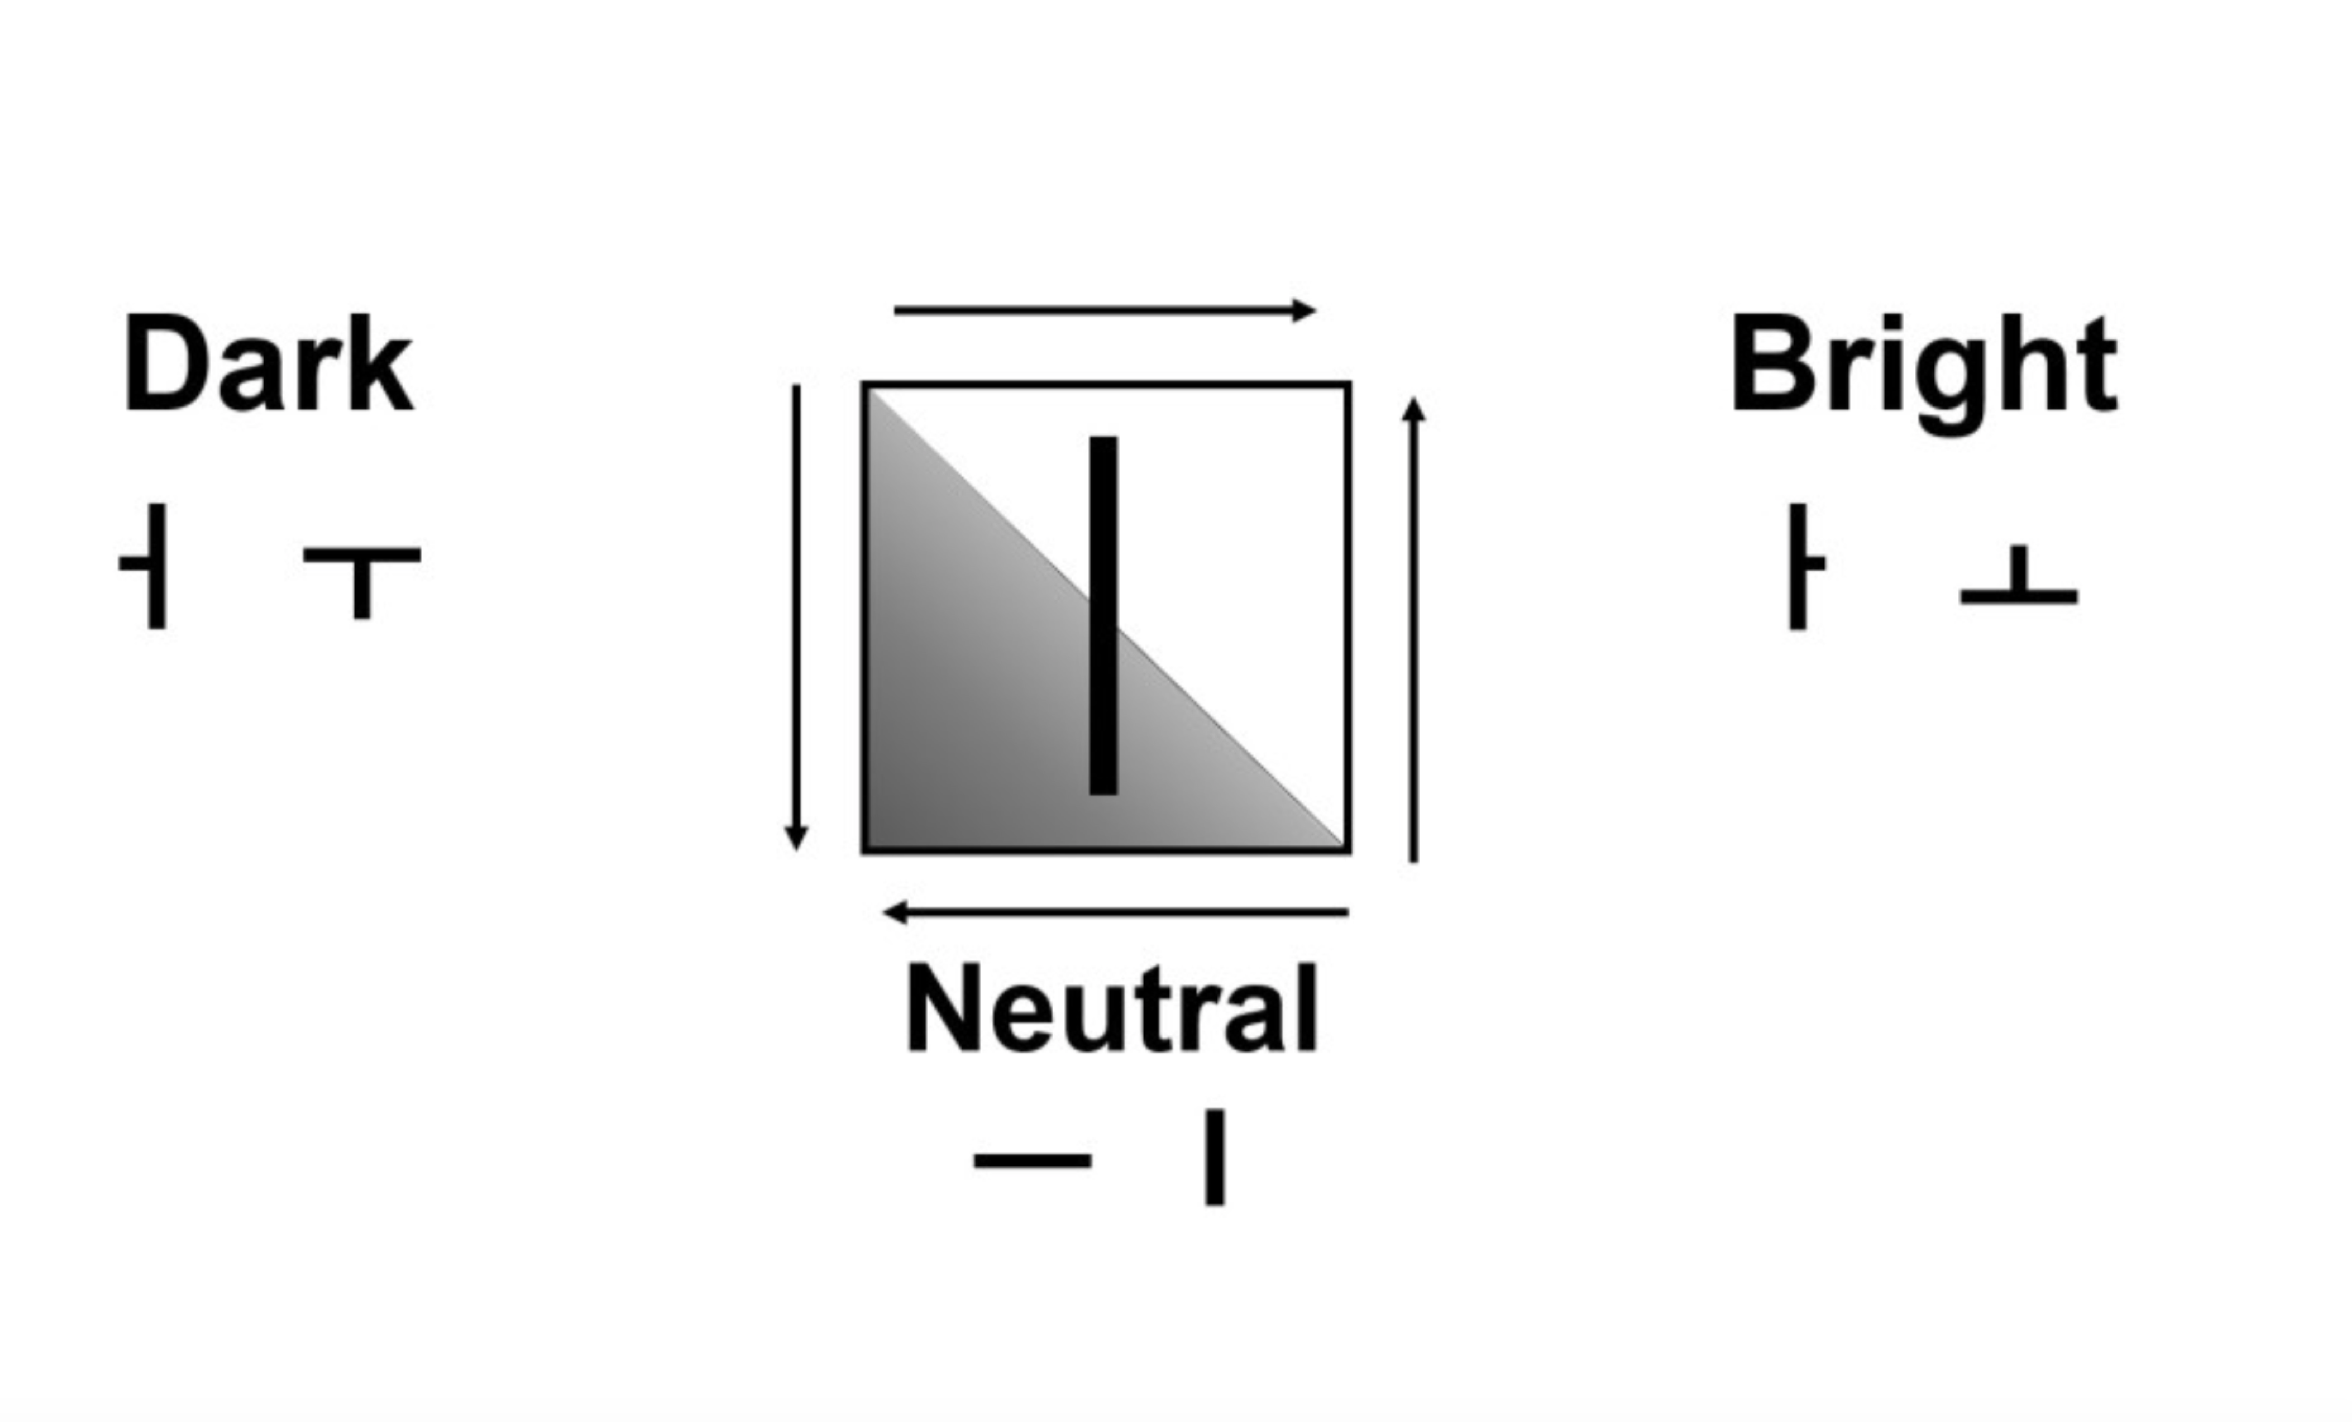 Dark
ㅓ ㅜ
ㅣ
Bright
ㅏ ㅗ
Neutral
ㅡ ㅣ